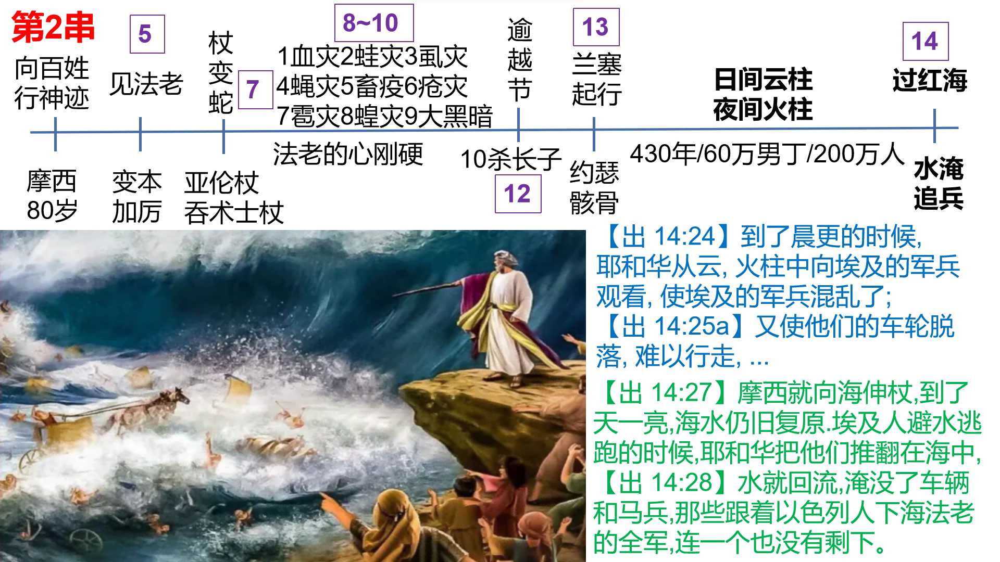 第2串
5
8~10
13
14
向百姓
行神迹
见法老
杖
变
蛇
7
1血灾2蛙灾3虱灾
4蝇灾5畜疫6疮灾
7雹灾8蝗灾9大黑暗
逾
越
节
兰塞
起行
日间云柱
夜间火柱
过红海
摩西
80岁
变本
加厉
亚伦杖
吞术士杖
法老的心刚硬
10杀长子
12
约瑟
骸骨
430年/60万男丁/200万人
水淹
追兵
【出 14:24】到了晨更的时候,
耶和华从云, 火柱中向埃及的军兵
观看, 使埃及的军兵混乱了;
【出 14:25a】又使他们的车轮脱
落, 难以行走, ...
【出 14:27】摩西就向海伸杖,到了
天一亮,海水仍旧复原.埃及人避水逃
跑的时候,耶和华把他们推翻在海中,
【出 14:28】水就回流,淹没了车辆
和马兵,那些跟着以色列人下海法老
的全军,连一个也没有剩下。